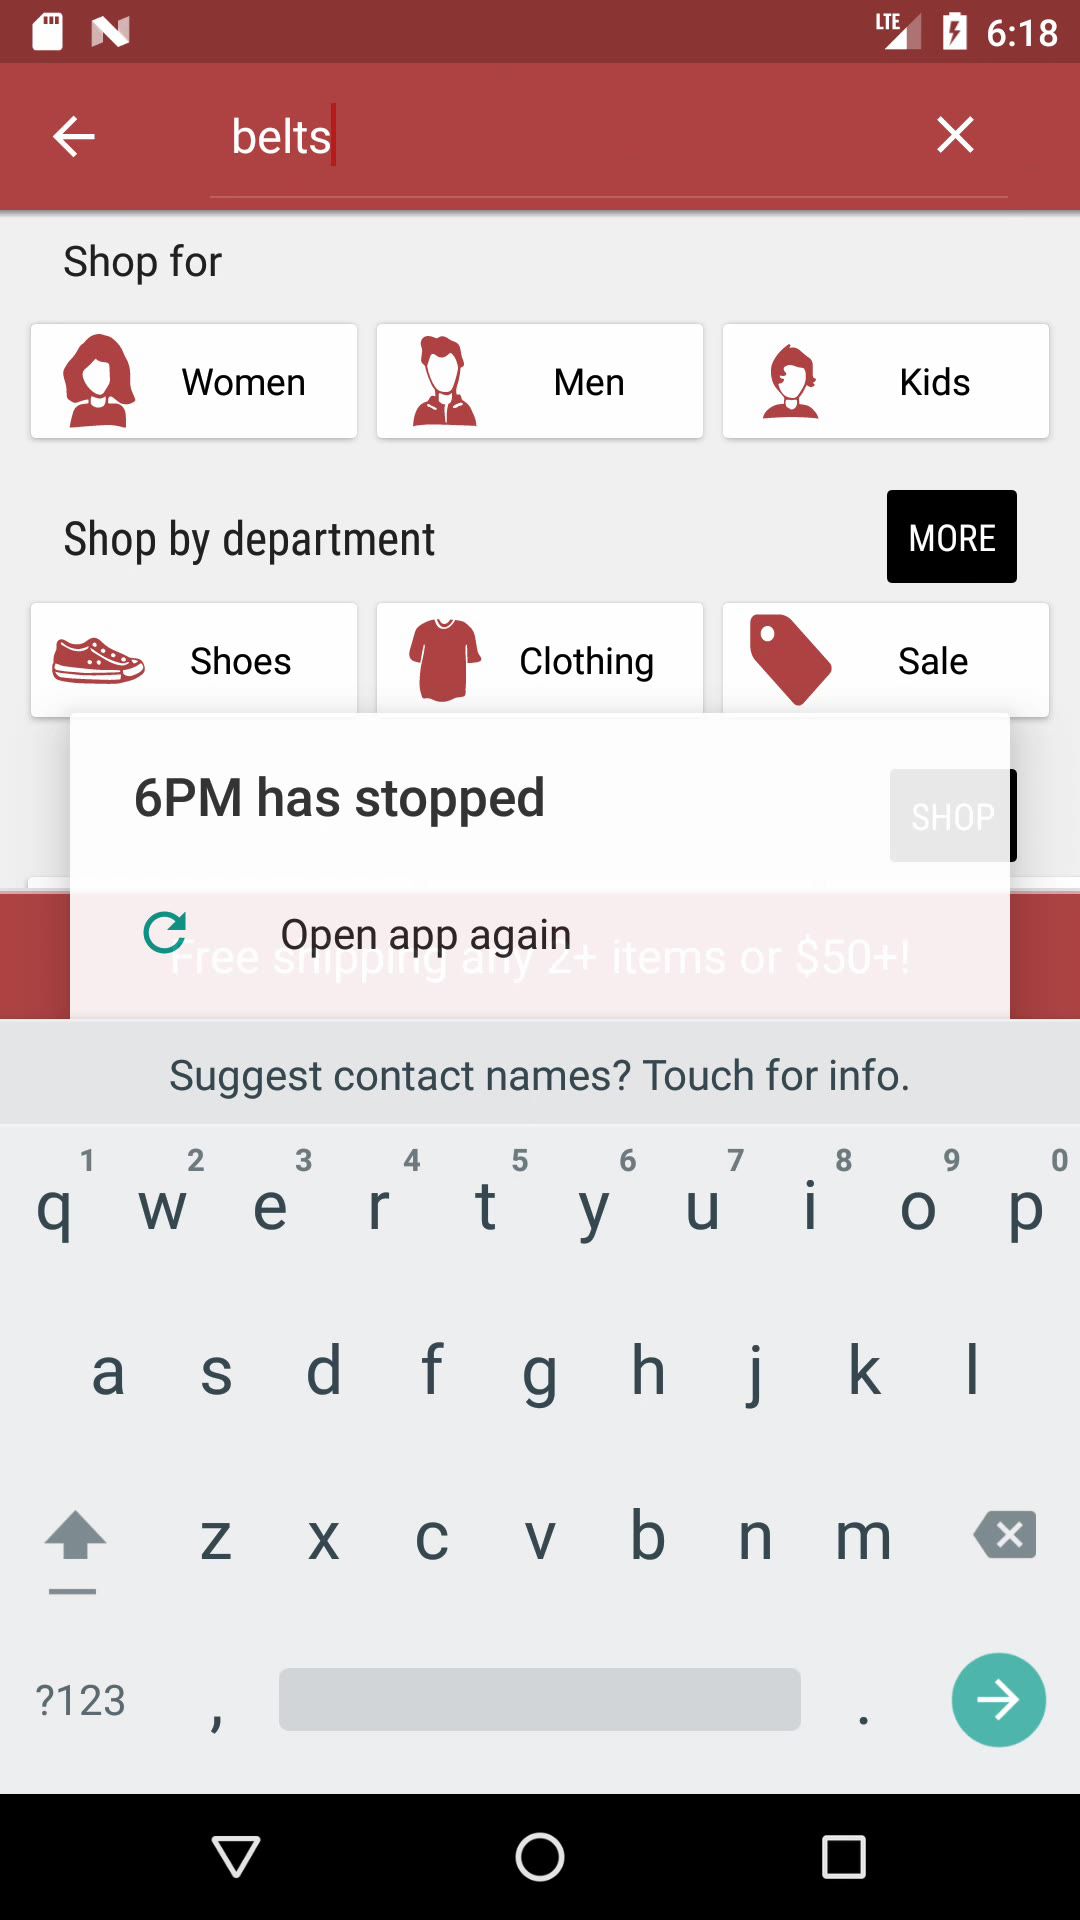 LTE 6:18
belts
Shop for
Women Men Kids
Shop by department MORE
Shoes Clothing Sale
6PM has stopped SHOP
Open app again
Free shipping any 2+ items or $50+!
Suggest contact names? Touch for info.
1 2 3 4 5 6 7 8 9 0
q w e r t y u i o p
a s d f g h j k l
z x c v b n m
?123 , .